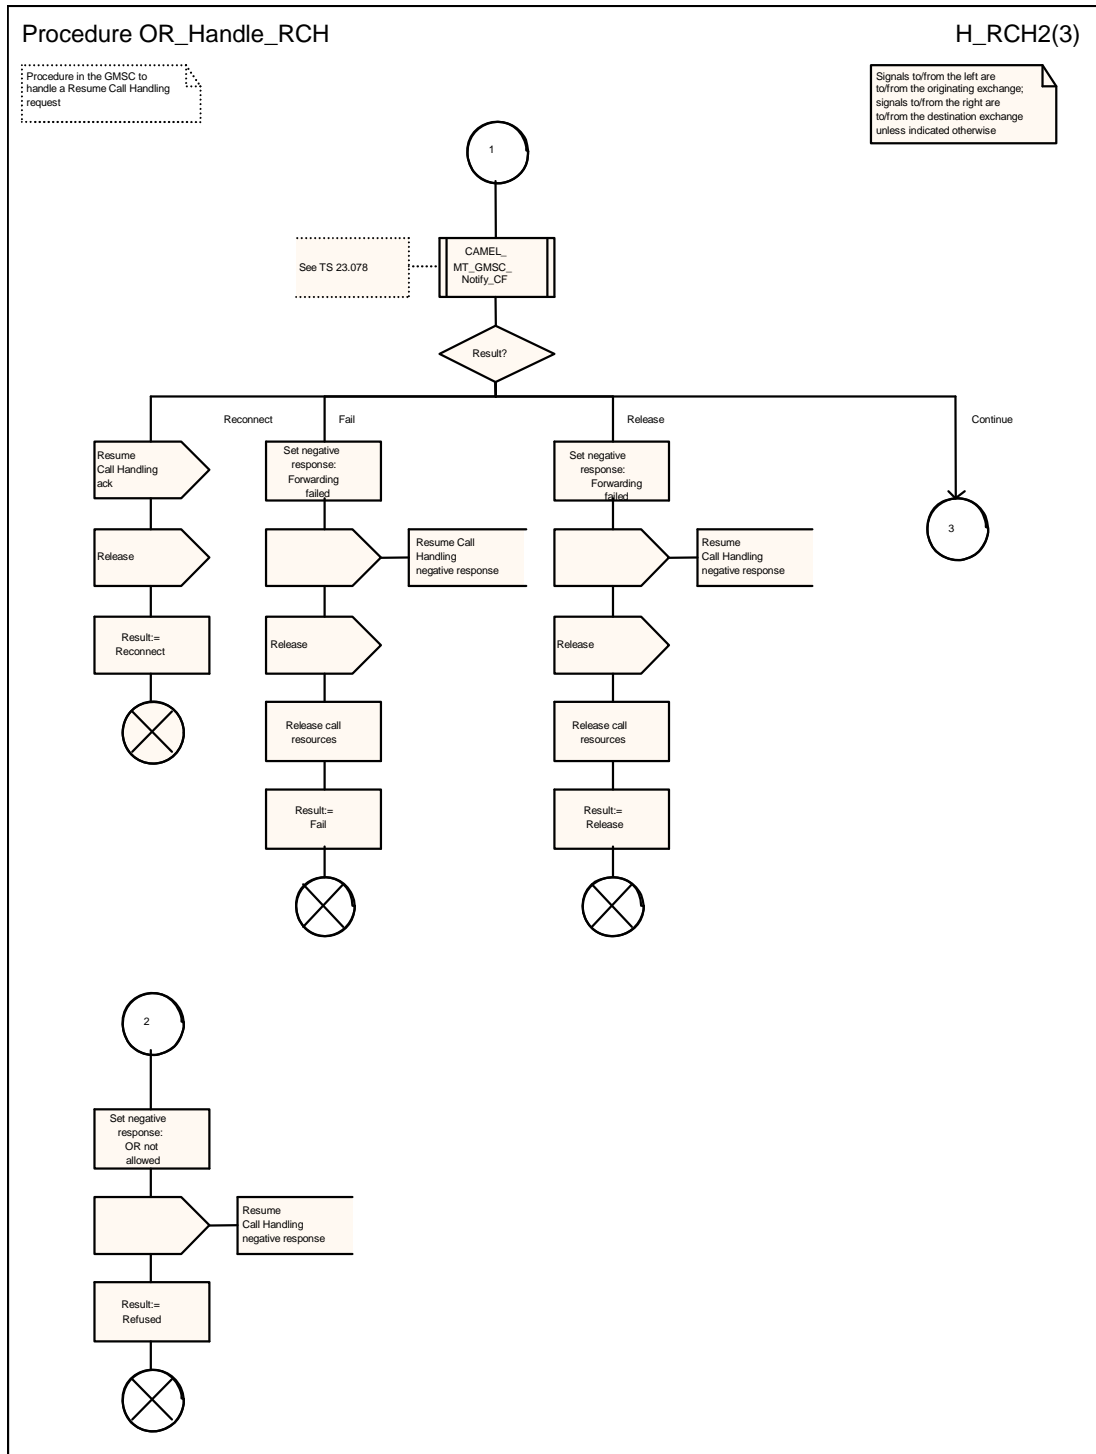 Procedure OR_Handle_RCH
H_RCH2(3)
Procedure in the GMSC to
handle a Resume Call Handling
request
Signals to/from the left are
to/from the originating exchange;
signals to/from the right are
to/from the destination exchange
unless indicated otherwise
1
See TS 23.078
CAMEL_
MT_GMSC_
Notify_CF
Result?
Reconnect
Fail
Release
Continue
Resume
Call Handling
ack
Release
Result:=
Reconnect
Set negative
response:
Forwarding
failed
Resume Call
Handling
negative response
Release
Release call
resources
Result:=
Fail
Set negative
response:
Forwarding
failed
Resume
Call Handling
negative response
Release
Release call
resources
Result:=
Release
3
2
Set negative
response:
OR not
allowed
Resume
Call Handling
negative response
Result:=
Refused